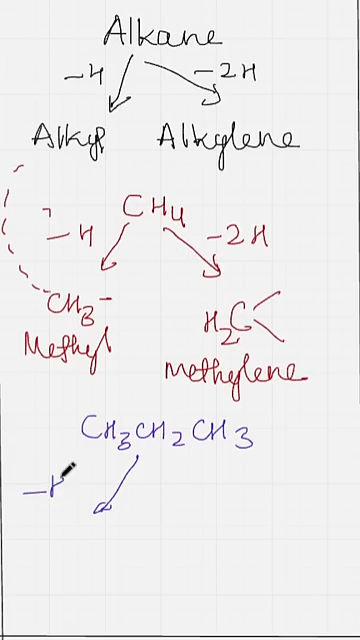 Alkane
-H -2H
Alkyl Alkylene
CH4
-H -2H
CH3-
H2C
Methyl
Methylene
CH3CH2CH3